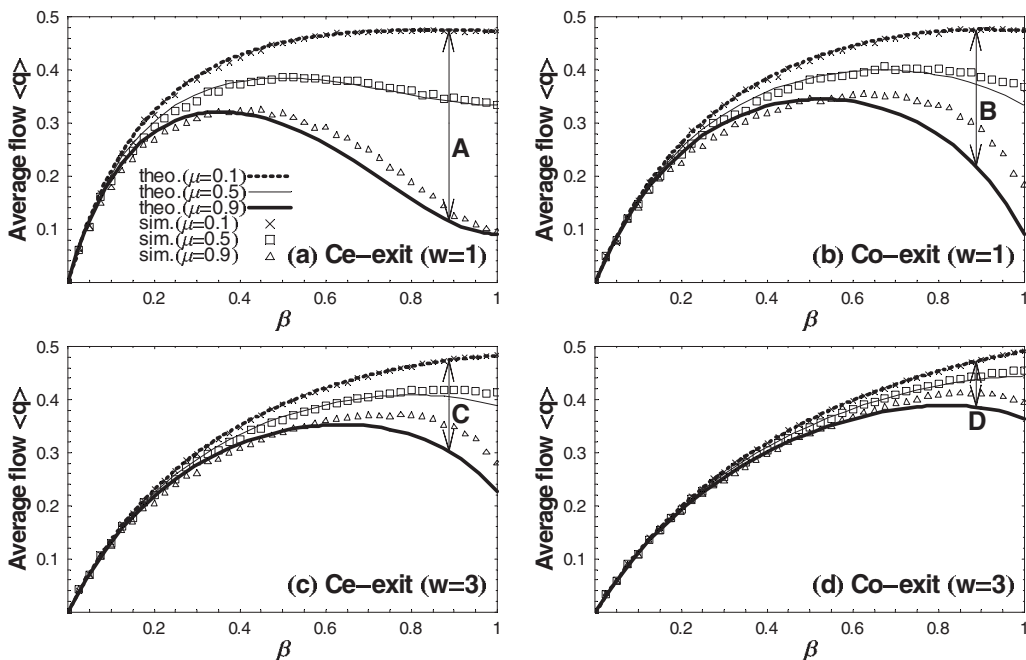 0.5
0.4
0.3
0.2
0.1
Average flow <q>
A
theo.(μ=0.1)
theo.(μ=0.5)
theo.(μ=0.9)
sim.(μ=0.1)
sim.(μ=0.5)
sim.(μ=0.9)
(a) Ce-exit (w=1)
0.2 0.4 0.6 0.8 1
β
0.5
0.4
0.3
0.2
0.1
Average flow <q>
B
(b) Co-exit (w=1)
0.2 0.4 0.6 0.8 1
β
0.5
0.4
0.3
0.2
0.1
Average flow <q>
C
(c) Ce-exit (w=3)
0.2 0.4 0.6 0.8 1
β
0.5
0.4
0.3
0.2
0.1
Average flow <q>
D
(d) Co-exit (w=3)
0.2 0.4 0.6 0.8 1
β